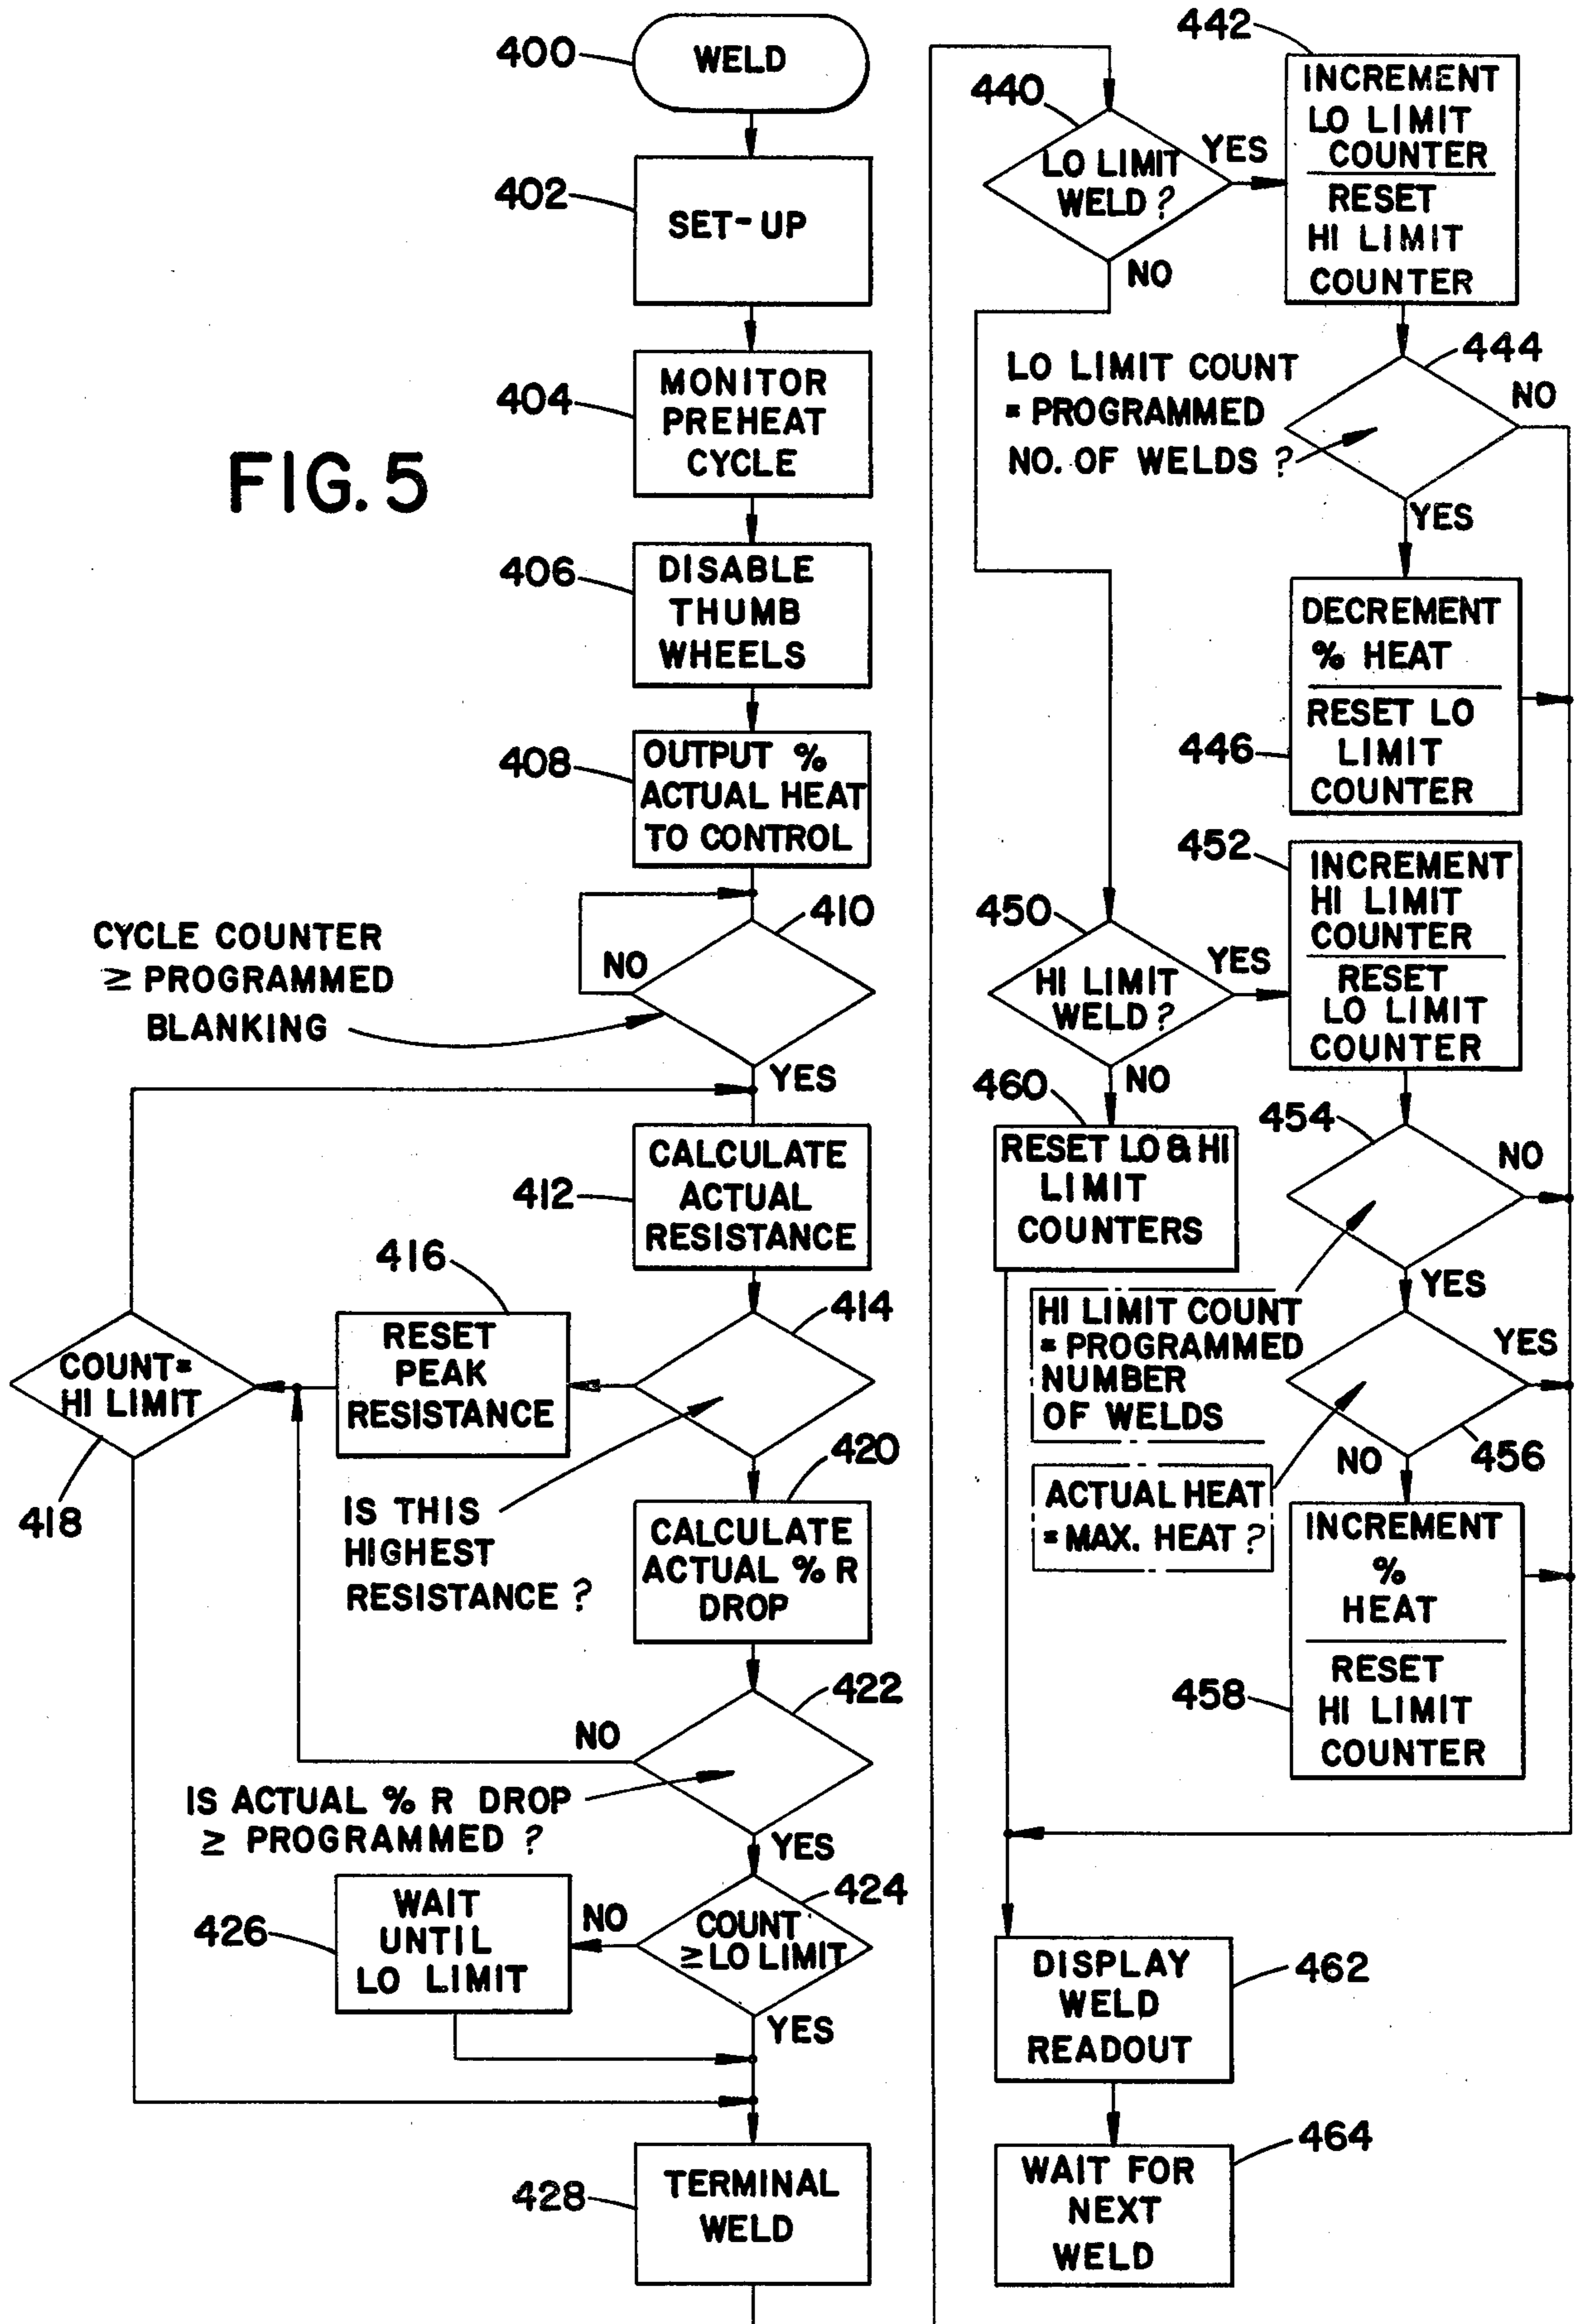 FIG. 5
400
WELD
402
SET-UP
404
MONITOR
PREHEAT
CYCLE
406
DISABLE
THUMB
WHEELS
408
OUTPUT %
ACTUAL HEAT
TO CONTROL
410
CYCLE COUNTER
≥ PROGRAMMED
BLANKING
NO
YES
412
CALCULATE
ACTUAL
RESISTANCE
414
IS THIS
HIGHEST
RESISTANCE ?
416
RESET
PEAK
RESISTANCE
418
COUNT=
HI LIMIT
420
CALCULATE
ACTUAL % R
DROP
422
NO
IS ACTUAL % R DROP
≥ PROGRAMMED ?
YES
424
COUNT
≥ LO LIMIT
NO
426
WAIT
UNTIL
LO LIMIT
YES
428
TERMINAL
WELD
440
LO LIMIT
WELD ?
YES
NO
442
INCREMENT
LO LIMIT
COUNTER
RESET
HI LIMIT
COUNTER
444
LO LIMIT COUNT
= PROGRAMMED
NO. OF WELDS ?
NO
YES
446
DECREMENT
% HEAT
RESET LO
LIMIT
COUNTER
450
HI LIMIT
WELD ?
YES
NO
452
INCREMENT
HI LIMIT
COUNTER
RESET
LO LIMIT
COUNTER
454
HI LIMIT COUNT
= PROGRAMMED
NUMBER
OF WELDS
NO
YES
456
ACTUAL HEAT
= MAX. HEAT ?
YES
NO
458
INCREMENT
%
HEAT
RESET
HI LIMIT
COUNTER
460
RESET LO & HI
LIMIT
COUNTERS
462
DISPLAY
WELD
READOUT
464
WAIT FOR
NEXT
WELD